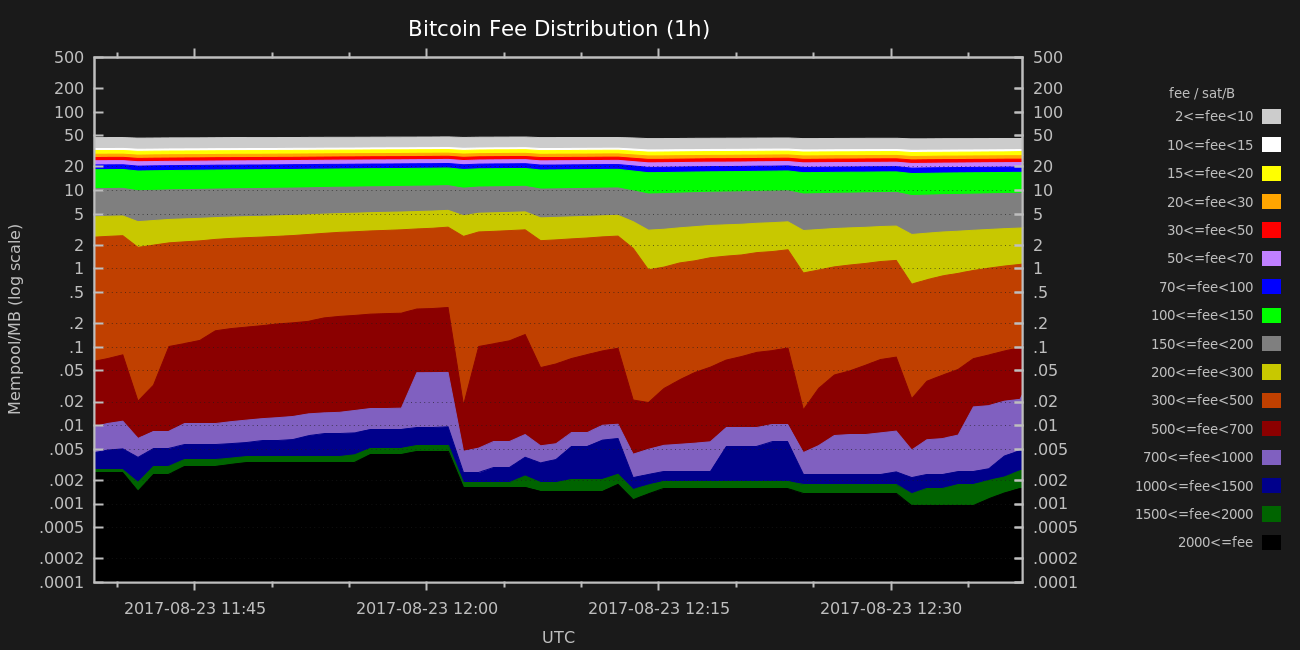 Bitcoin Fee Distribution (1h)
500 500
200 200
100 100
50 50
20 20
10 10
5 5
2 2
1 1
.5 .5
.2 .2
.1 .1
.05 .05
.02 .02
.01 .01
.005 .005
.002 .002
.001 .001
.0005 .0005
.0002 .0002
.0001 .0001
Mempool/MB (log scale)
2017-08-23 11:45 2017-08-23 12:00 2017-08-23 12:15 2017-08-23 12:30
UTC
fee / sat/B
2<=fee<10
10<=fee<15
15<=fee<20
20<=fee<30
30<=fee<50
50<=fee<70
70<=fee<100
100<=fee<150
150<=fee<200
200<=fee<300
300<=fee<500
500<=fee<700
700<=fee<1000
1000<=fee<1500
1500<=fee<2000
2000<=fee